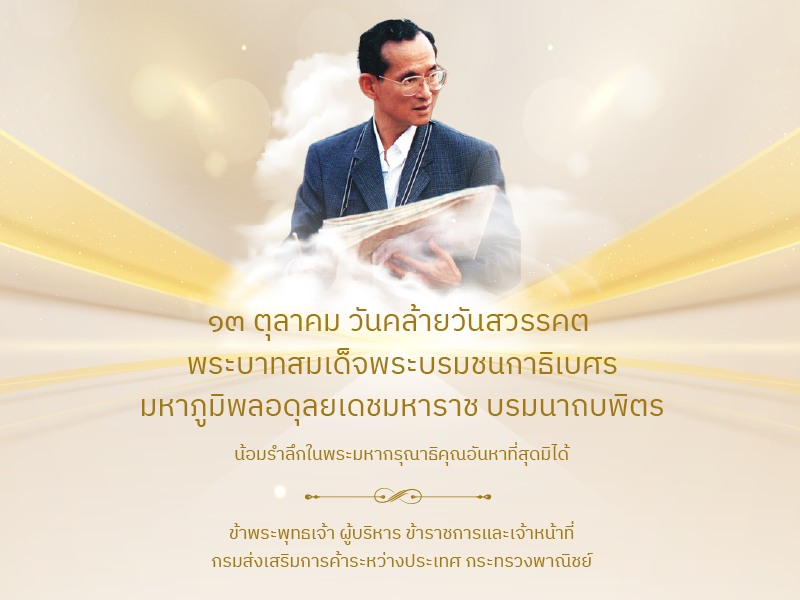 ๑๓ ตุลาคม วันคล้ายวันสวรรคต
พระบาทสมเด็จพระบรมชนกาธิเบศร
มหาภูมิพลอดุลยเดชมหาราช บรมนาถบพิตร
น้อมรำลึกในพระมหากรุณาธิคุณอันหาที่สุดมิได้
ข้าพระพุทธเจ้า ผู้บริหาร ข้าราชการและเจ้าหน้าที่
กรมส่งเสริมการค้าระหว่างประเทศ กระทรวงพาณิชย์